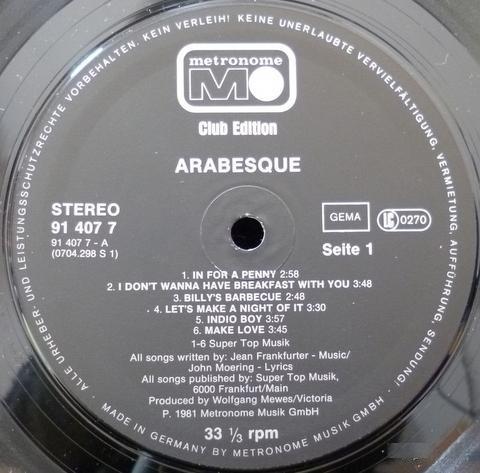 ALLE URHEBER UND LEISTUNGSSCHUTZRECHTE VORBEHALTEN. KEIN VERLEIH! KEINE UNERLAUBTE VERVIELFÄLTIGUNG, VERMIETUNG, AUFFÜHRUNG, SENDUNG!
metronome
M
Club Edition
ARABESQUE
STEREO
91 407 7
91 407 7 - A
(0704.298 S 1)
GEMA
LC 0270
Seite 1
1. IN FOR A PENNY 2:58
2. I DON'T WANNA HAVE BREAKFAST WITH YOU 3:48
3. BILLY'S BARBECUE 2:48
4. LET'S MAKE A NIGHT OF IT 3:30
5. INDIO BOY 3:57
6. MAKE LOVE 3:45
1-6 Super Top Musik
All songs written by: Jean Frankfurter - Music/
John Moering - Lyrics
All songs published by: Super Top Musik,
6000 Frankfurt/Main
Produced by Wolfgang Mewes/Victoria
P. 1981 Metronome Musik GmbH
33 ⅓ rpm
· MADE IN GERMANY BY METRONOME MUSIK GMBH ·